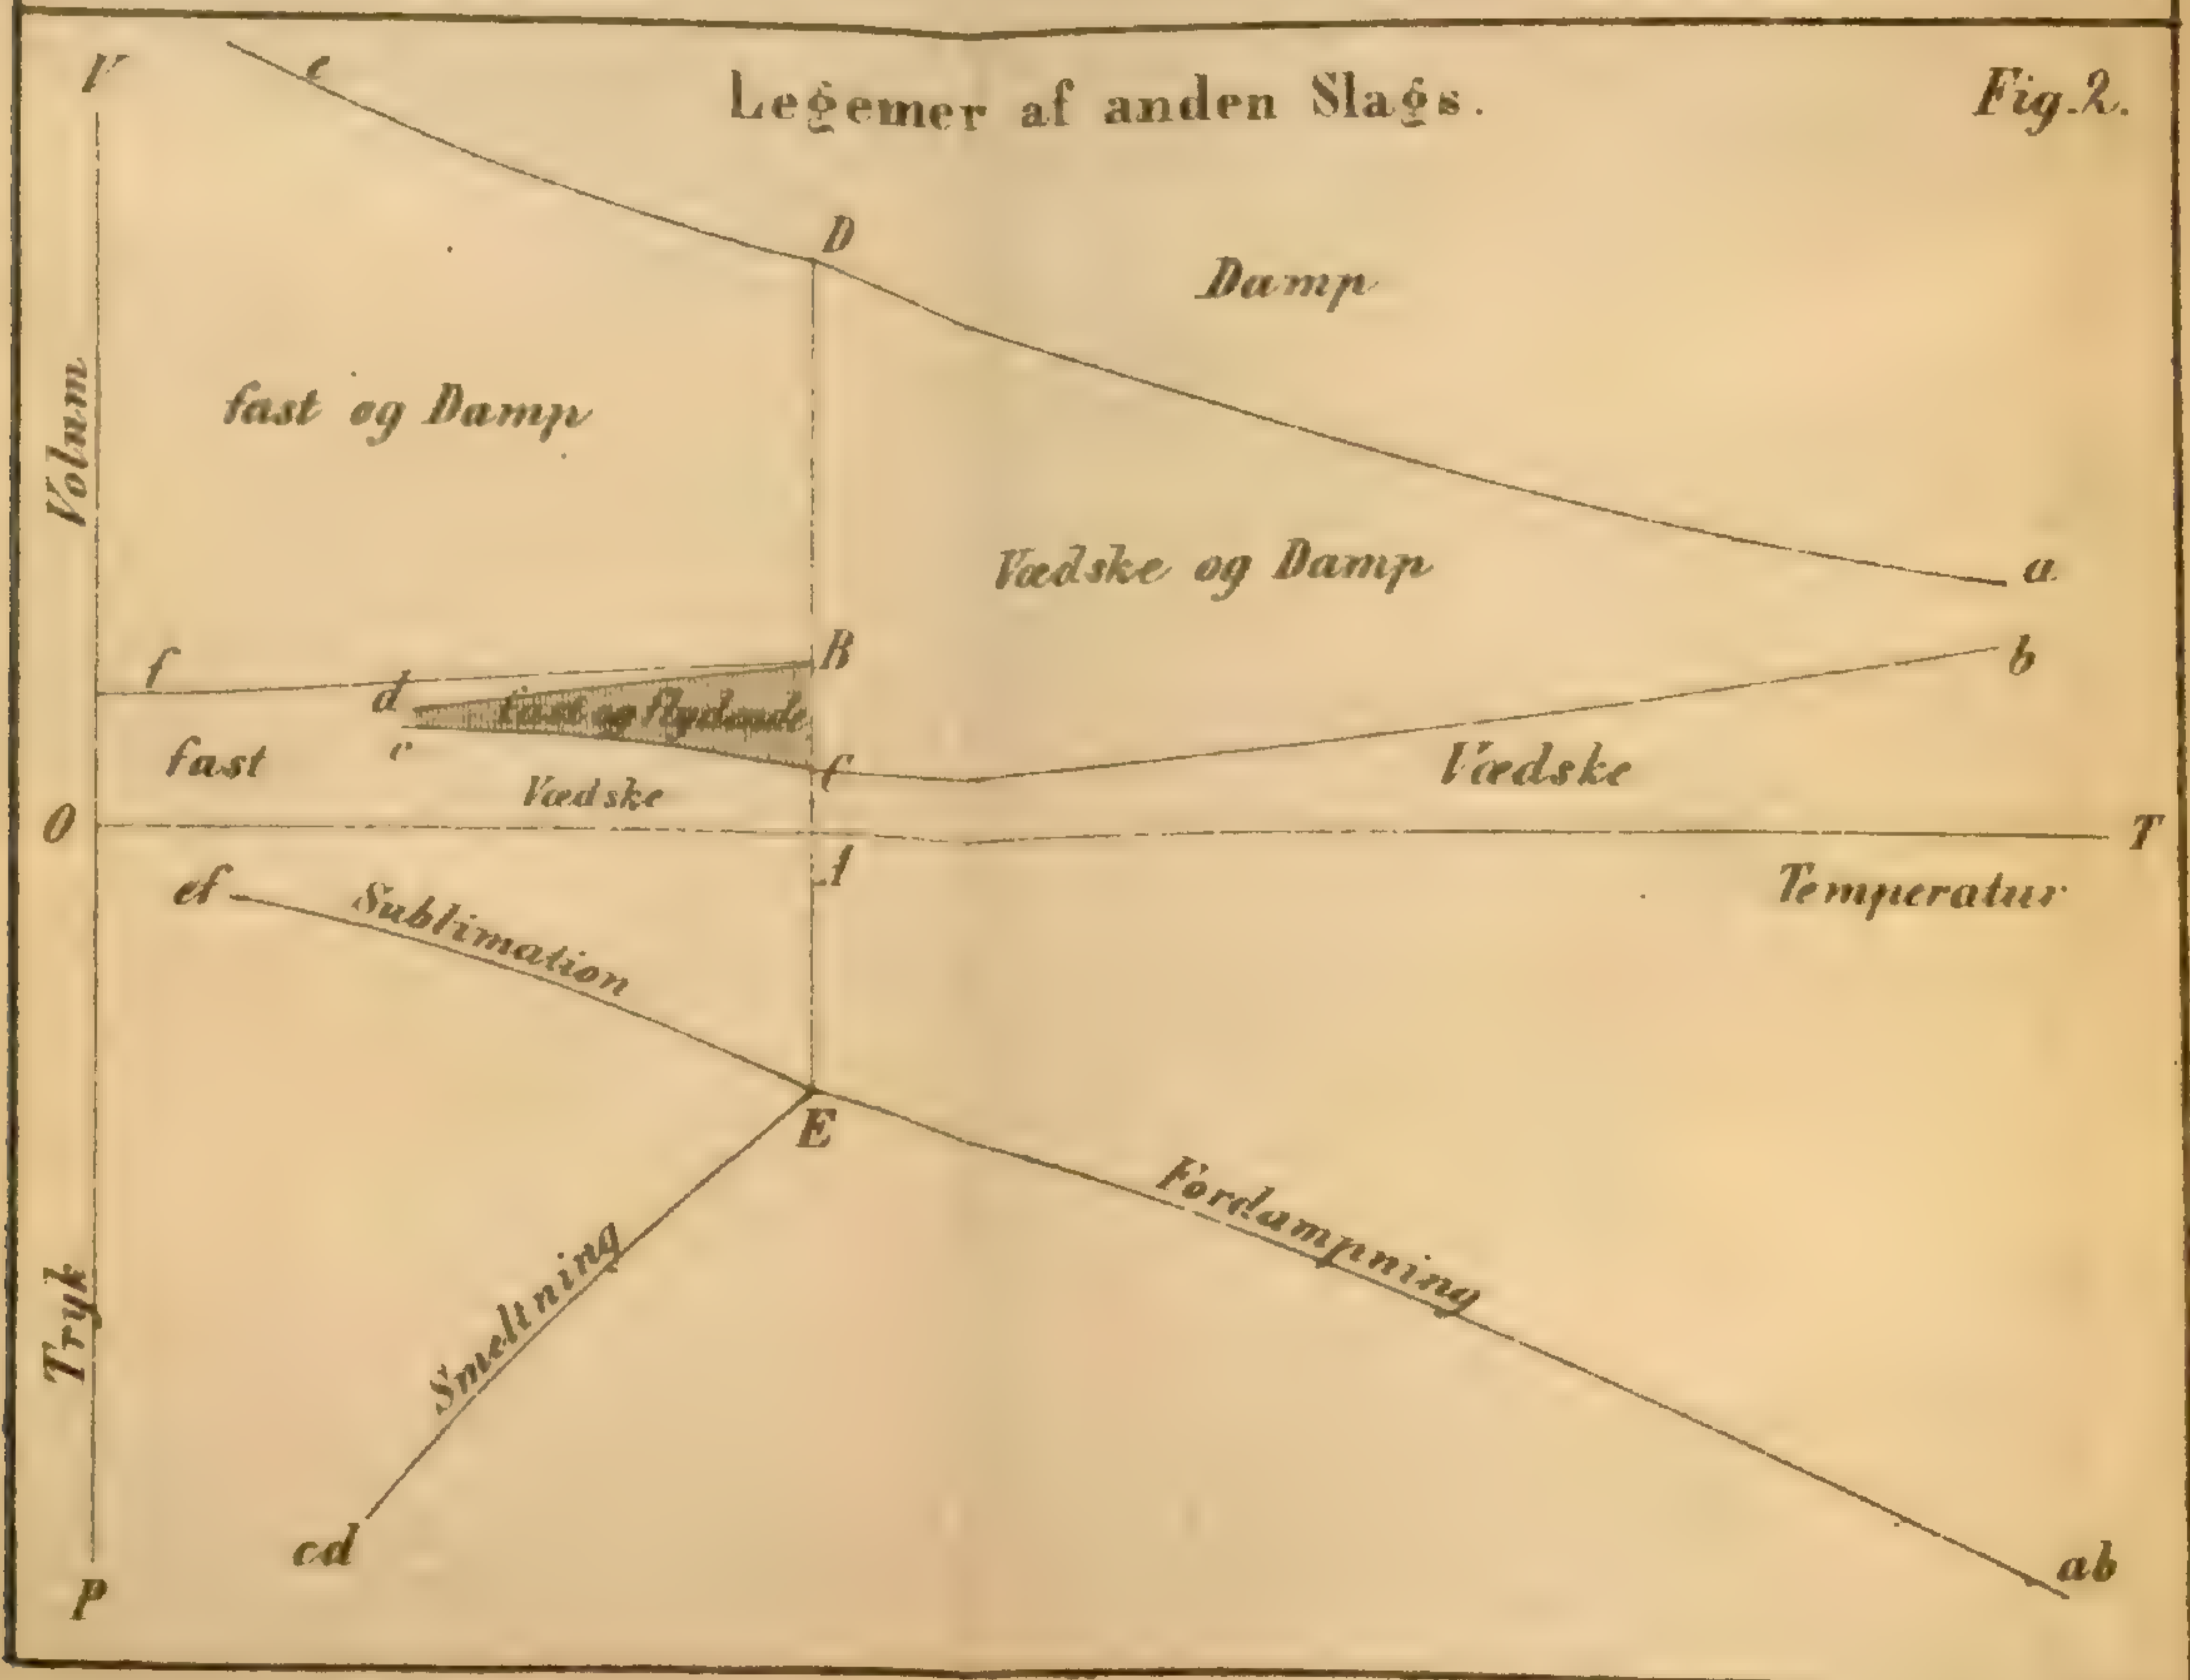 V
e
Legemer af anden Slags.
Fig. 2.
D
Damp
fast og Damp
Volum
Vædske og Damp
a
f
B
b
d
fast og flydende
c
fast
C
Vædske
Vædske
O
T
A
ef
Sublimation
Temperatur
E
Fordampning
Smeltning
Tryk
cd
ab
P